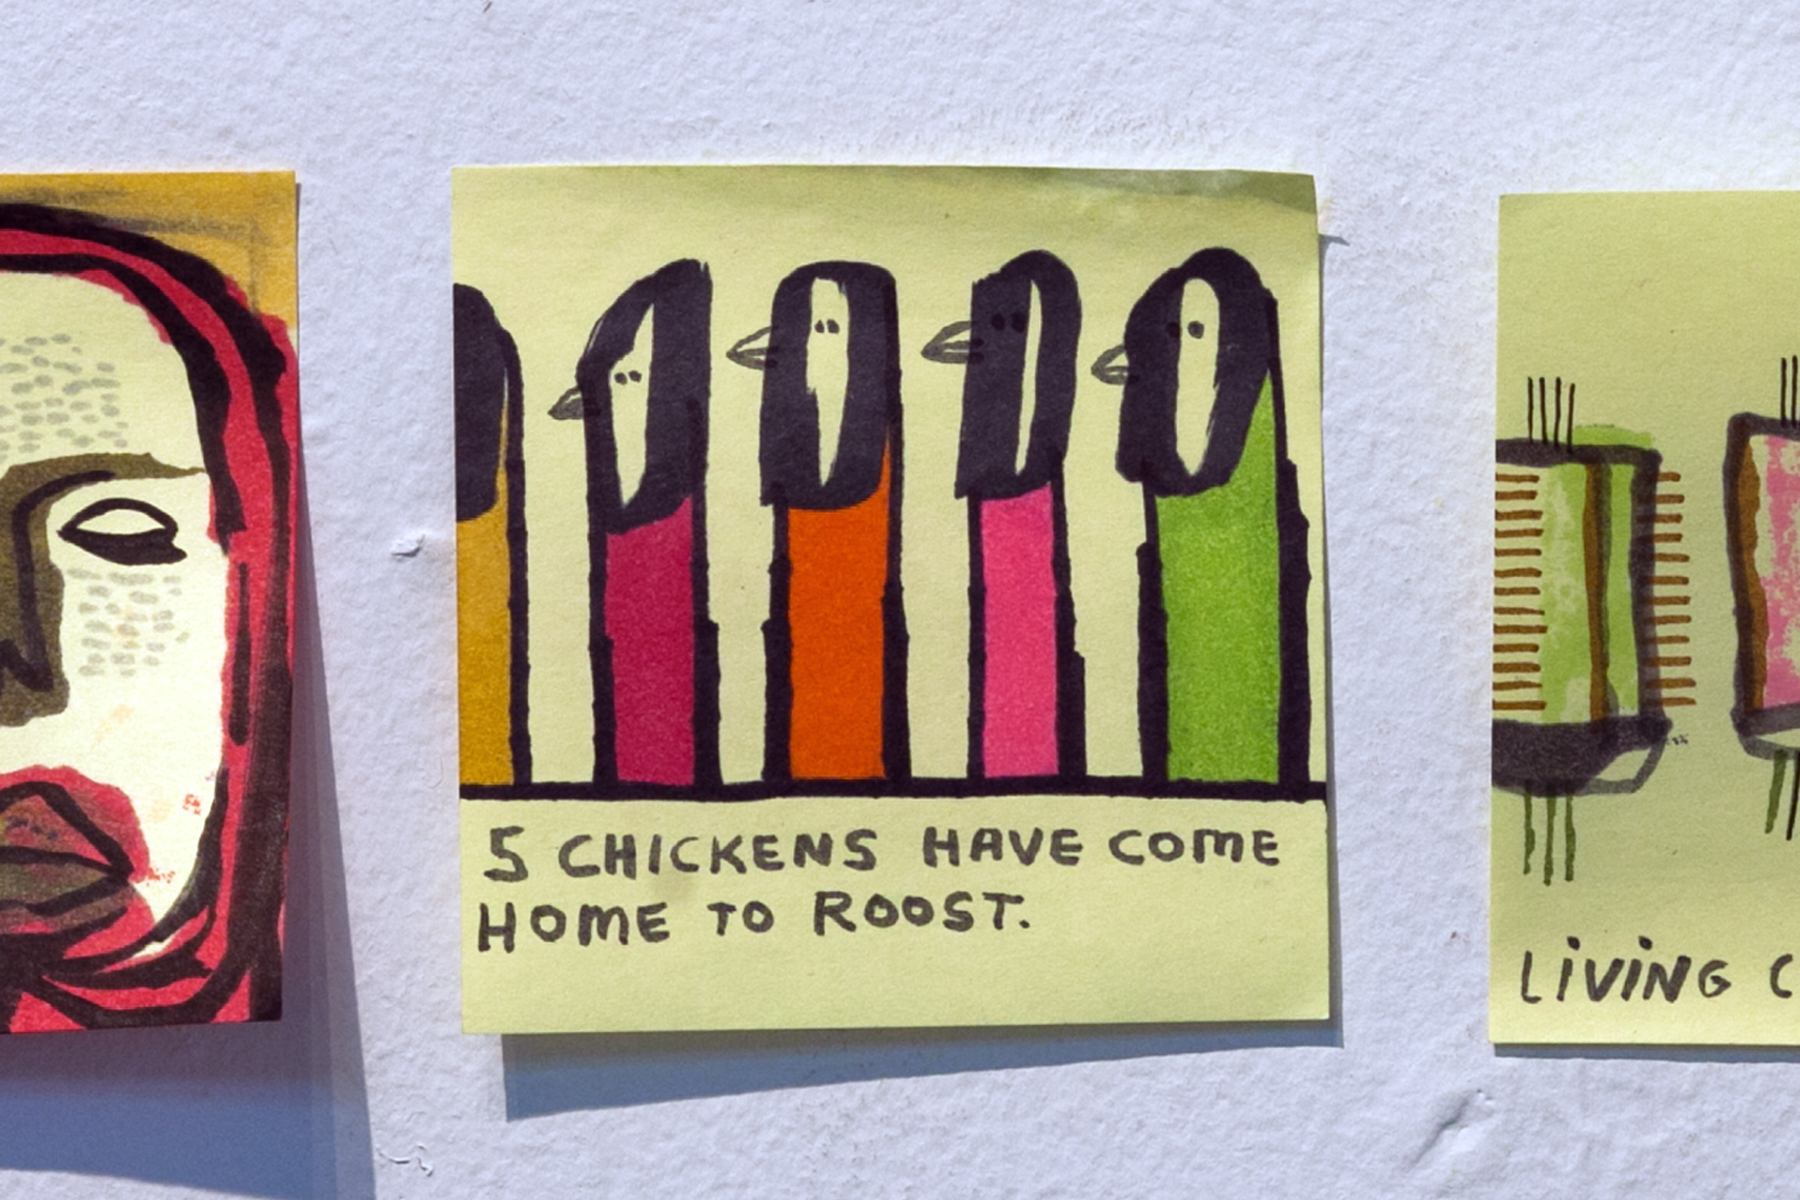 5 CHICKENS HAVE COME
HOME TO ROOST.
LIVING C